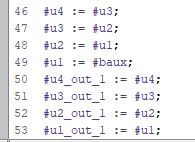 46 #u4 := #u3;
47 #u3 := #u2;
48 #u2 := #u1;
49 #u1 := #baux;
50 #u4_out_1 := #u4;
51 #u3_out_1 := #u3;
52 #u2_out_1 := #u2;
53 #u1_out_1 := #u1;